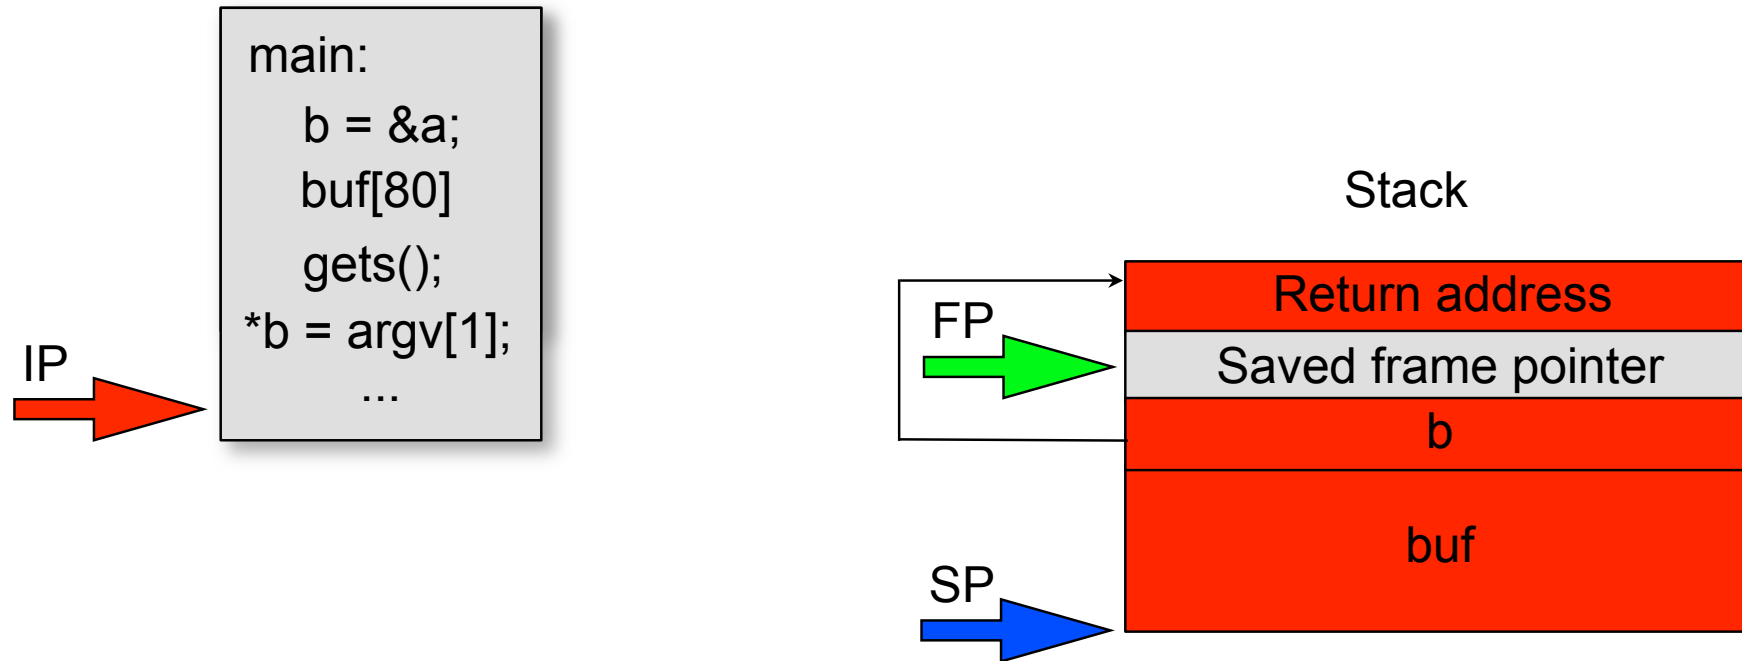 main:
b = &a;
buf[80]
gets();
*b = argv[1];
...
IP
Stack
FP
Return address
Saved frame pointer
b
buf
SP